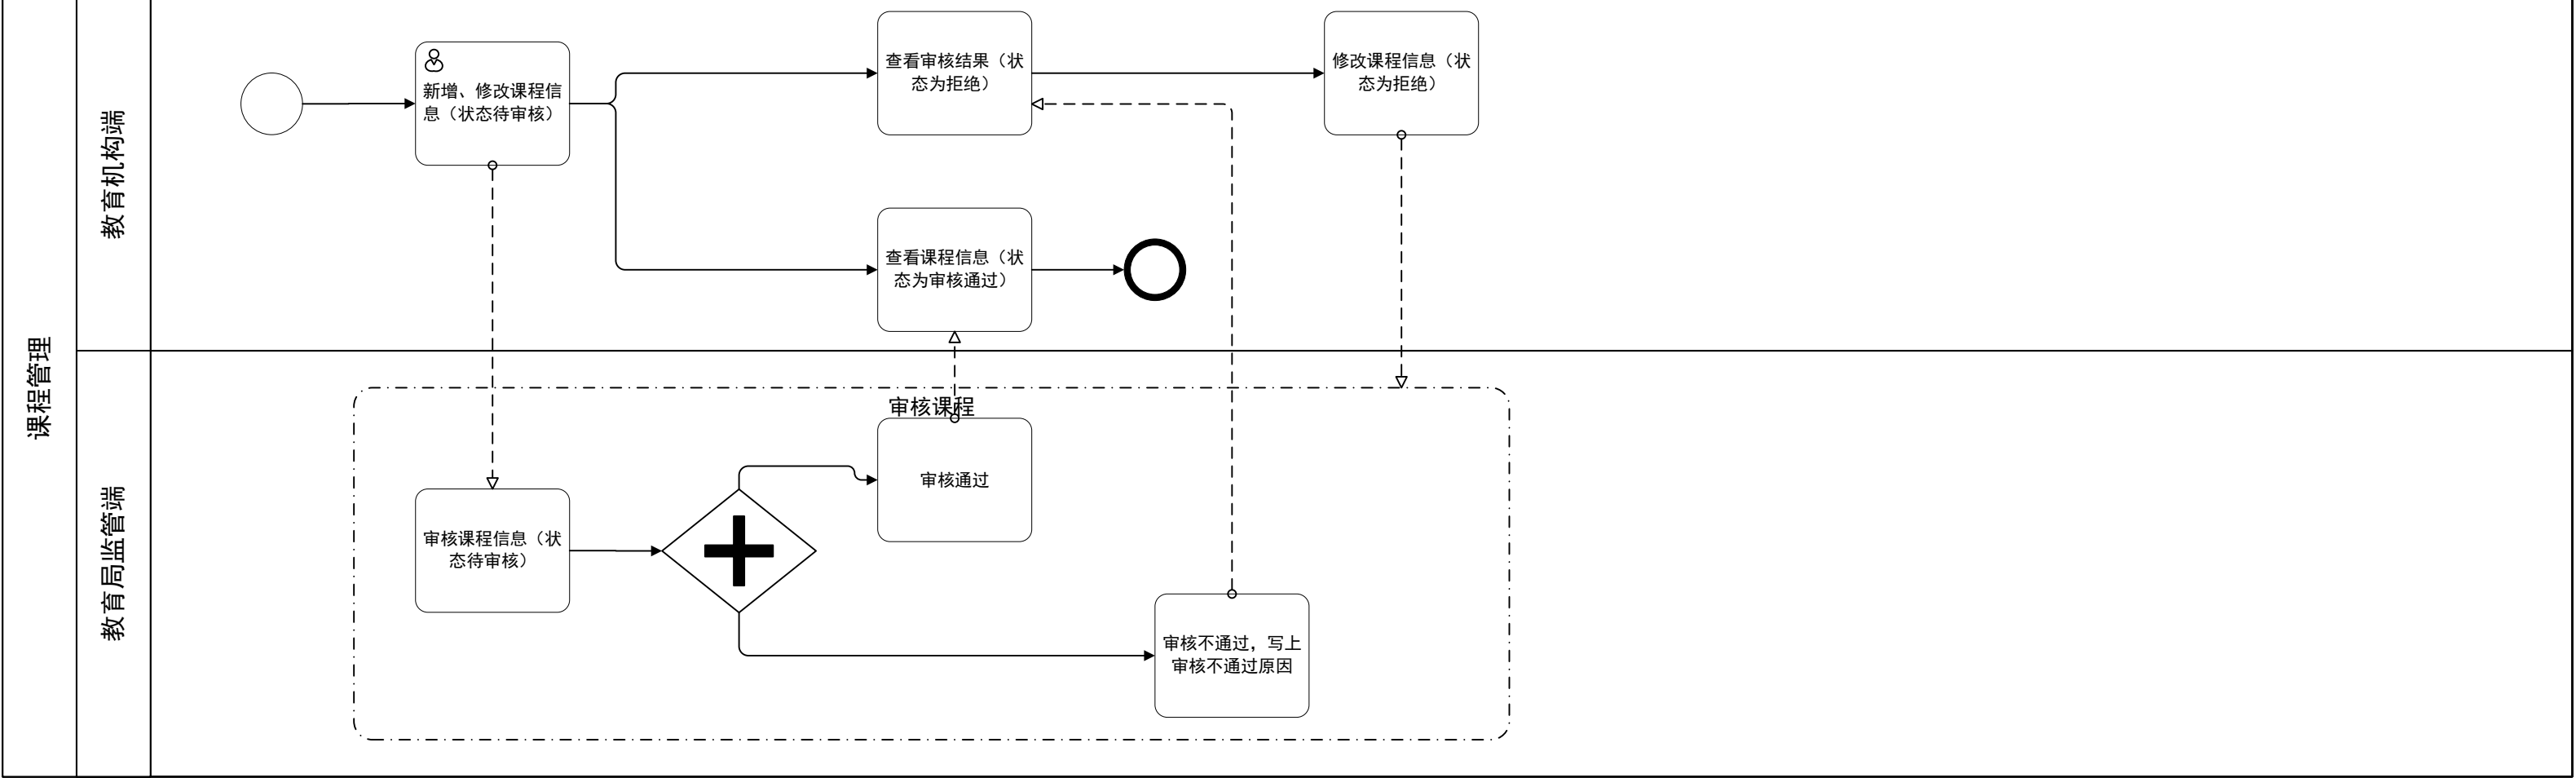 课程管理
教育机构端
新增、修改课程信
息（状态待审核）
查看审核结果（状
态为拒绝）
修改课程信息（状
态为拒绝）
查看课程信息（状
态为审核通过）
教育局监管端
审核课程
审核课程信息（状
态待审核）
审核通过
审核不通过，写上
审核不通过原因